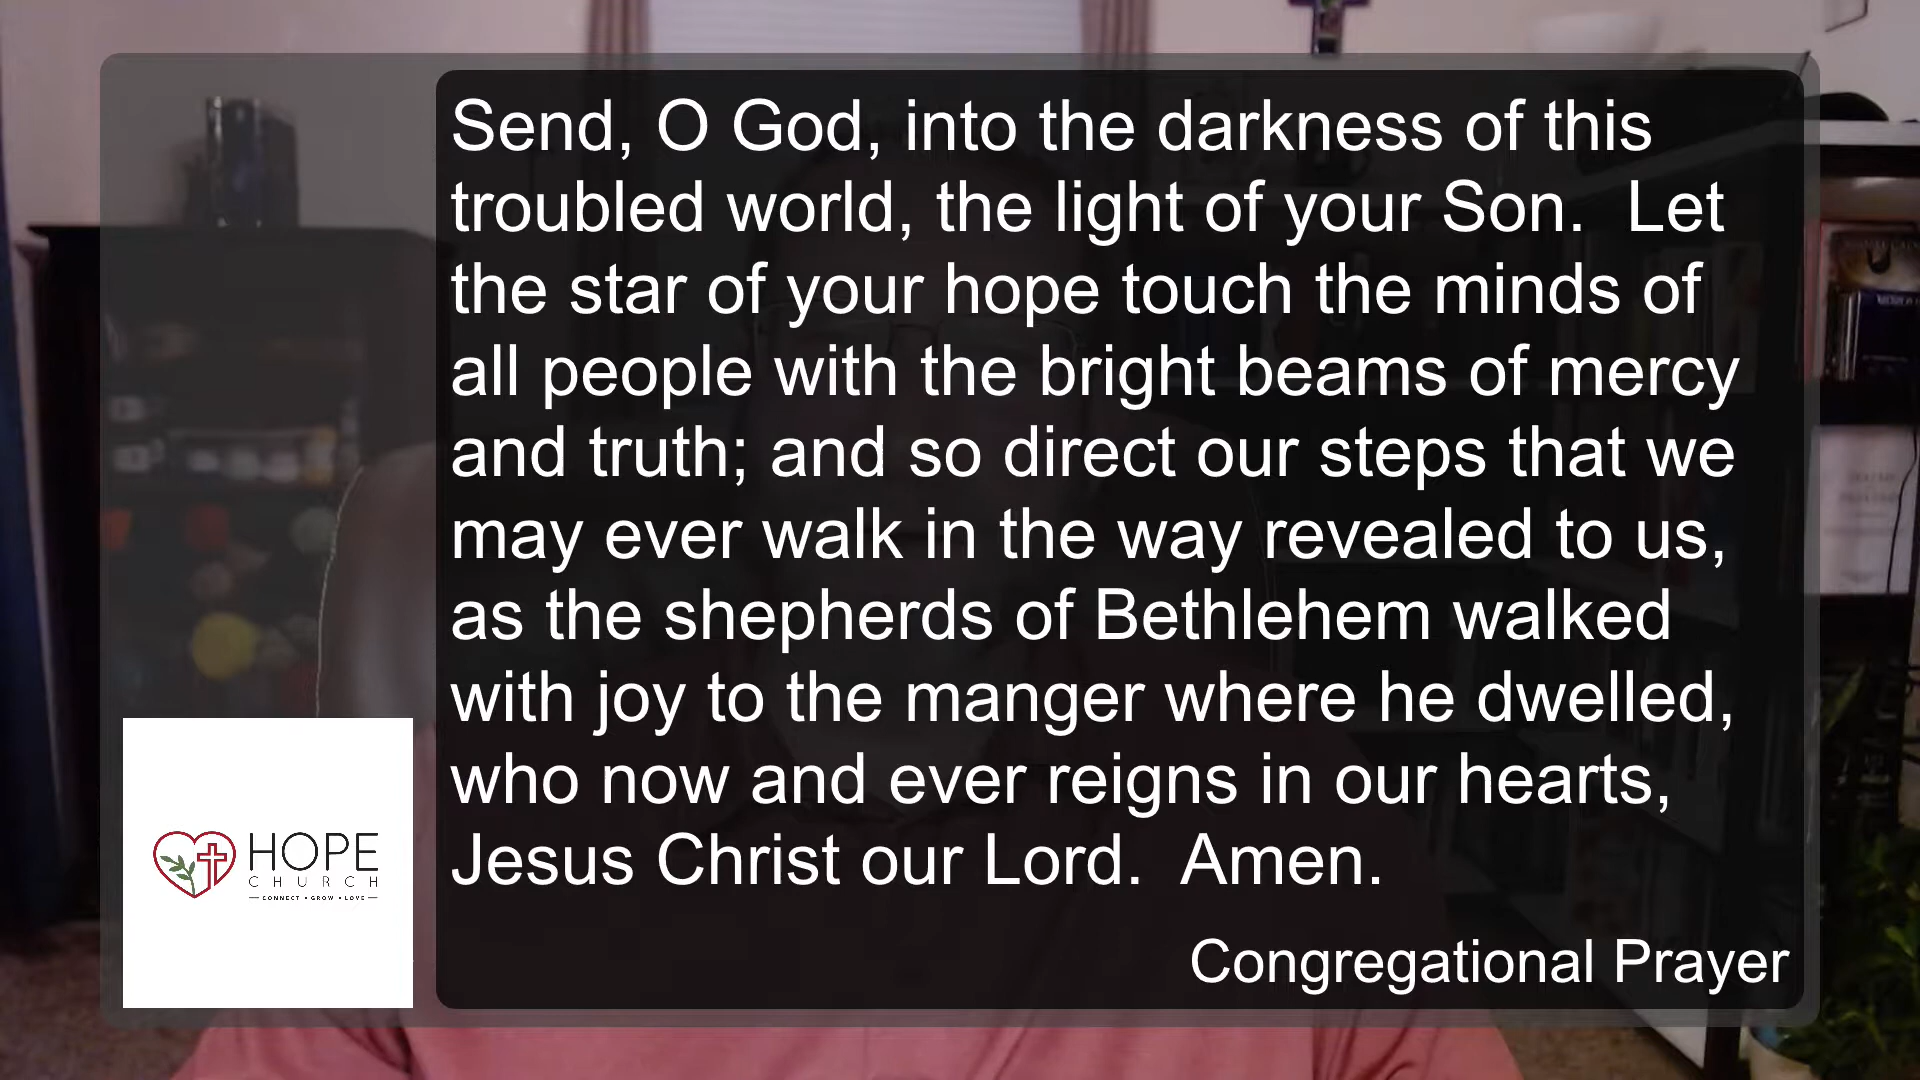 Send, O God, into the darkness of this
troubled world, the light of your Son.  Let
the star of your hope touch the minds of
all people with the bright beams of mercy
and truth; and so direct our steps that we
may ever walk in the way revealed to us,
as the shepherds of Bethlehem walked
with joy to the manger where he dwelled,
who now and ever reigns in our hearts,
Jesus Christ our Lord.  Amen.
Congregational Prayer
HOPE
CHURCH
CONNECT • GROW • LOVE